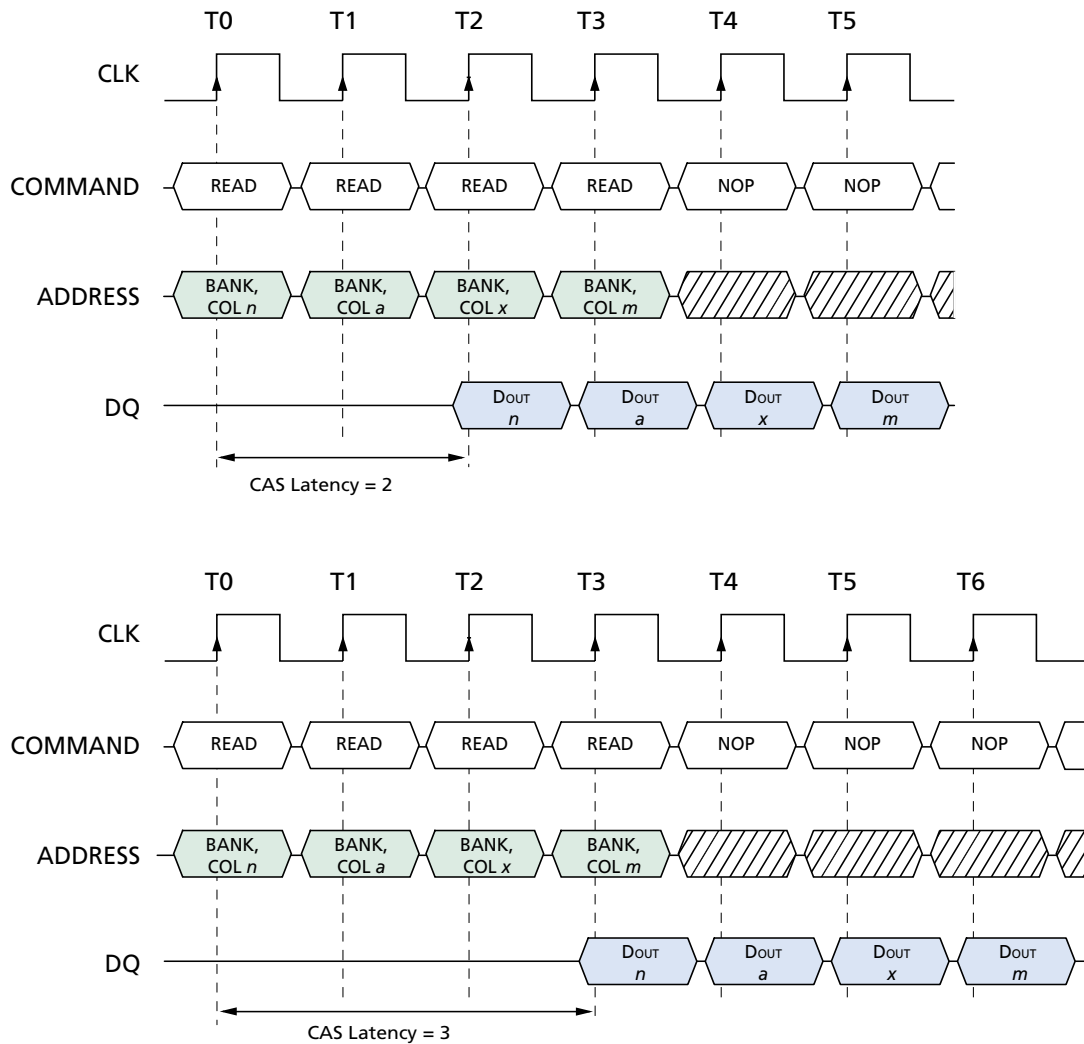 T0 T1 T2 T3 T4 T5
CLK
COMMAND READ READ READ READ NOP NOP
BANK, BANK, BANK, BANK,
ADDRESS
COL n COL a COL x COL m
DOUT DOUT DOUT DOUT
DQ
n a x m
CAS Latency = 2
T0 T1 T2 T3 T4 T5 T6
CLK
COMMAND READ READ READ READ NOP NOP NOP
BANK, BANK, BANK, BANK,
ADDRESS
COL n COL a COL x COL m
DOUT DOUT DOUT DOUT
DQ
n a x m
CAS Latency = 3